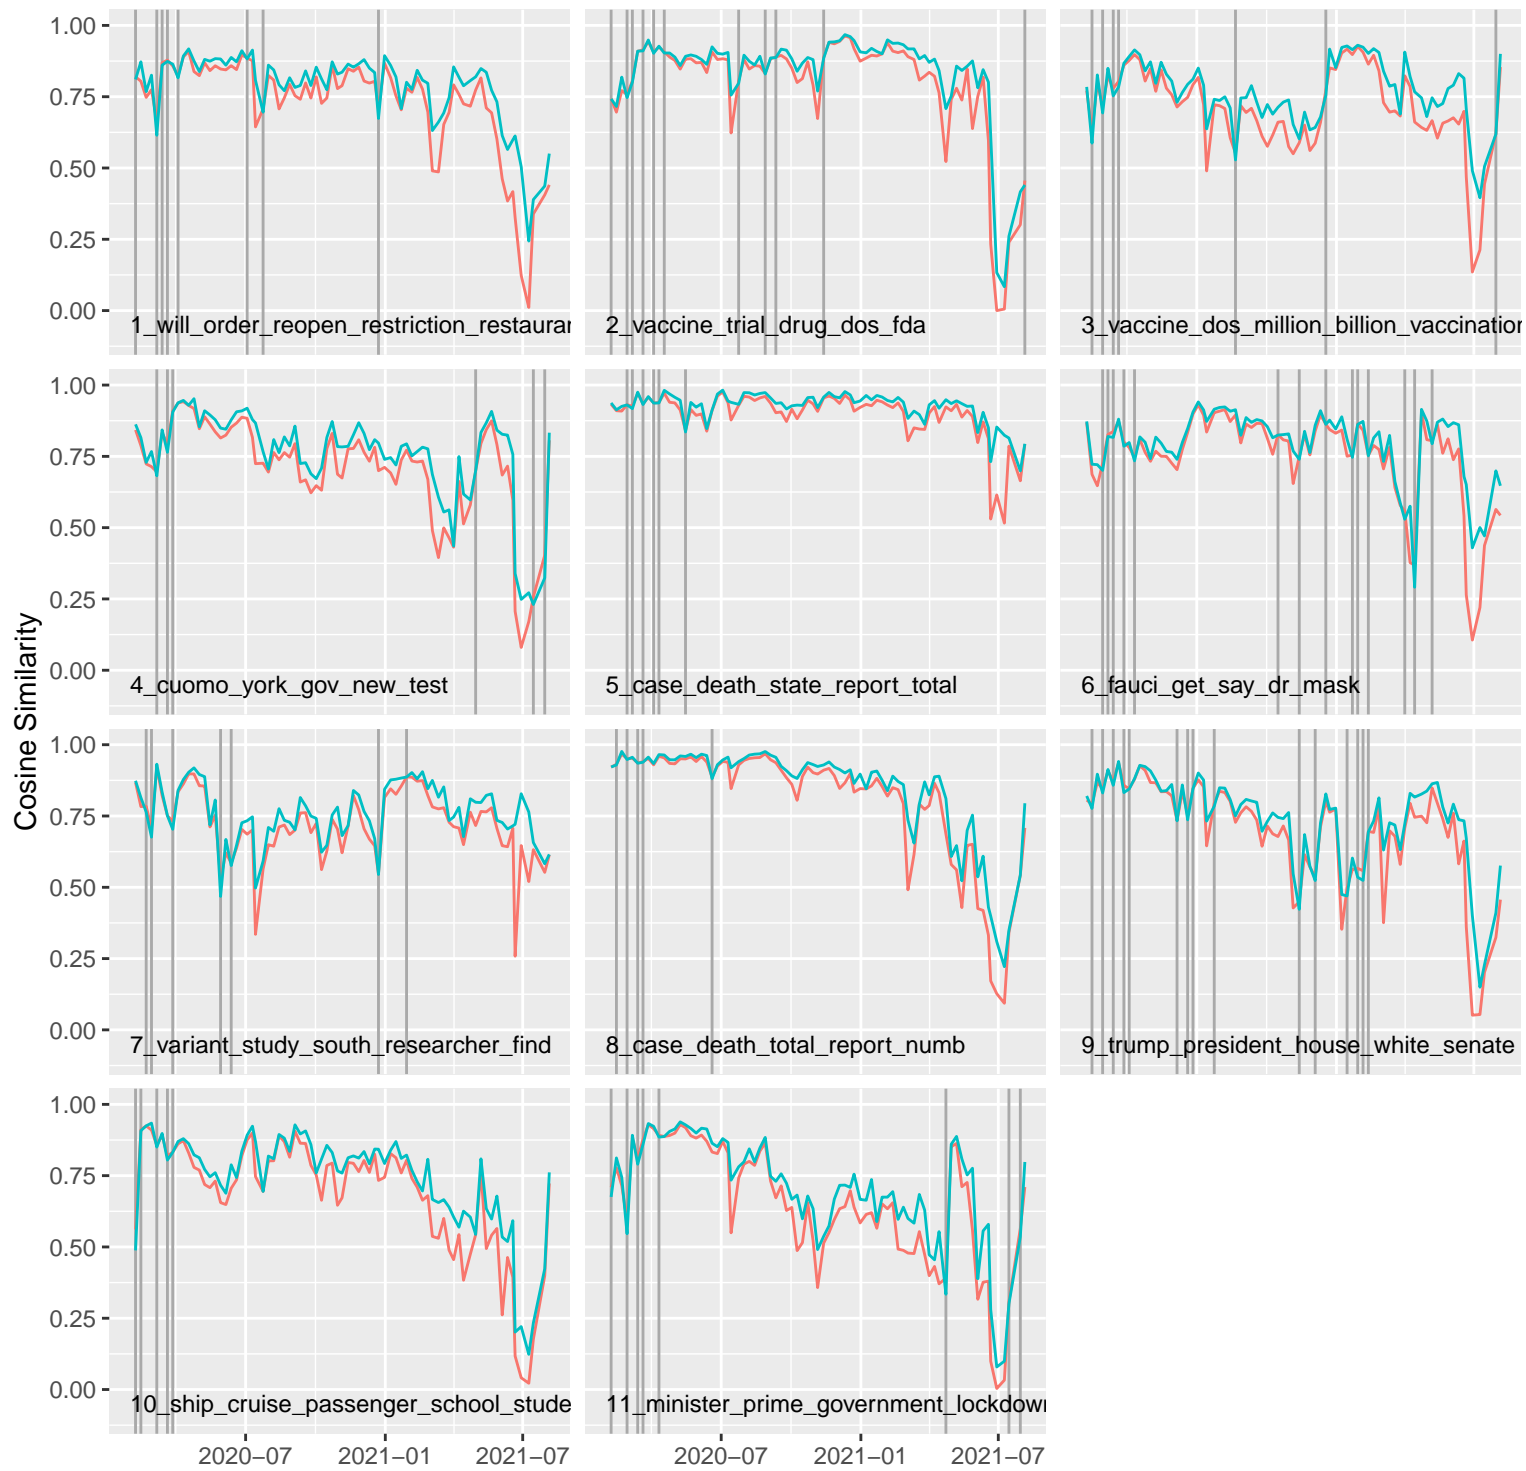 Cosine Similarity
1.00
0.75
0.50
0.25
0.00
1_will_order_reopen_restriction_restaurar
2_vaccine_trial_drug_dos_fda
3_vaccine_dos_million_billion_vaccination
1.00
0.75
0.50
0.25
0.00
4_cuomo_york_gov_new_test
5_case_death_state_report_total
6_fauci_get_say_dr_mask
1.00
0.75
0.50
0.25
0.00
7_variant_study_south_researcher_find
8_case_death_total_report_numb
9_trump_president_house_white_senate
1.00
0.75
0.50
0.25
0.00
10_ship_cruise_passenger_school_stude
11_minister_prime_government_lockdown
2020−07
2021−01
2021−07
2020−07
2021−01
2021−07